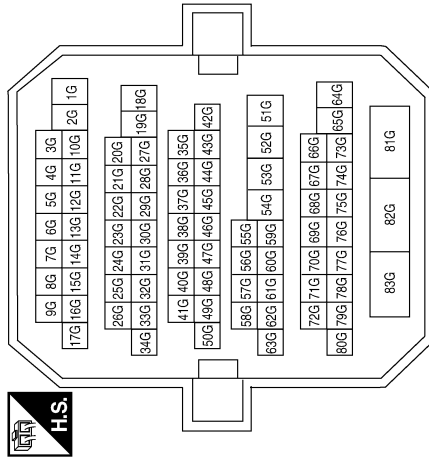 H.S.
9G 8G 7G 6G 5G 4G 3G
17G 16G 15G 14G 13G 12G 11G 10G 2G 1G
26G 25G 24G 23G 22G 21G 20G
34G 33G 32G 31G 30G 29G 28G 27G 19G 18G
41G 40G 39G 38G 37G 36G 35G
50G 49G 48G 47G 46G 45G 44G 43G 42G
58G 57G 56G 55G
63G 62G 61G 60G 59G 54G 53G 52G 51G
72G 71G 70G 69G 68G 67G 66G
80G 79G 78G 77G 76G 75G 74G 73G 65G 64G
83G 82G 81G